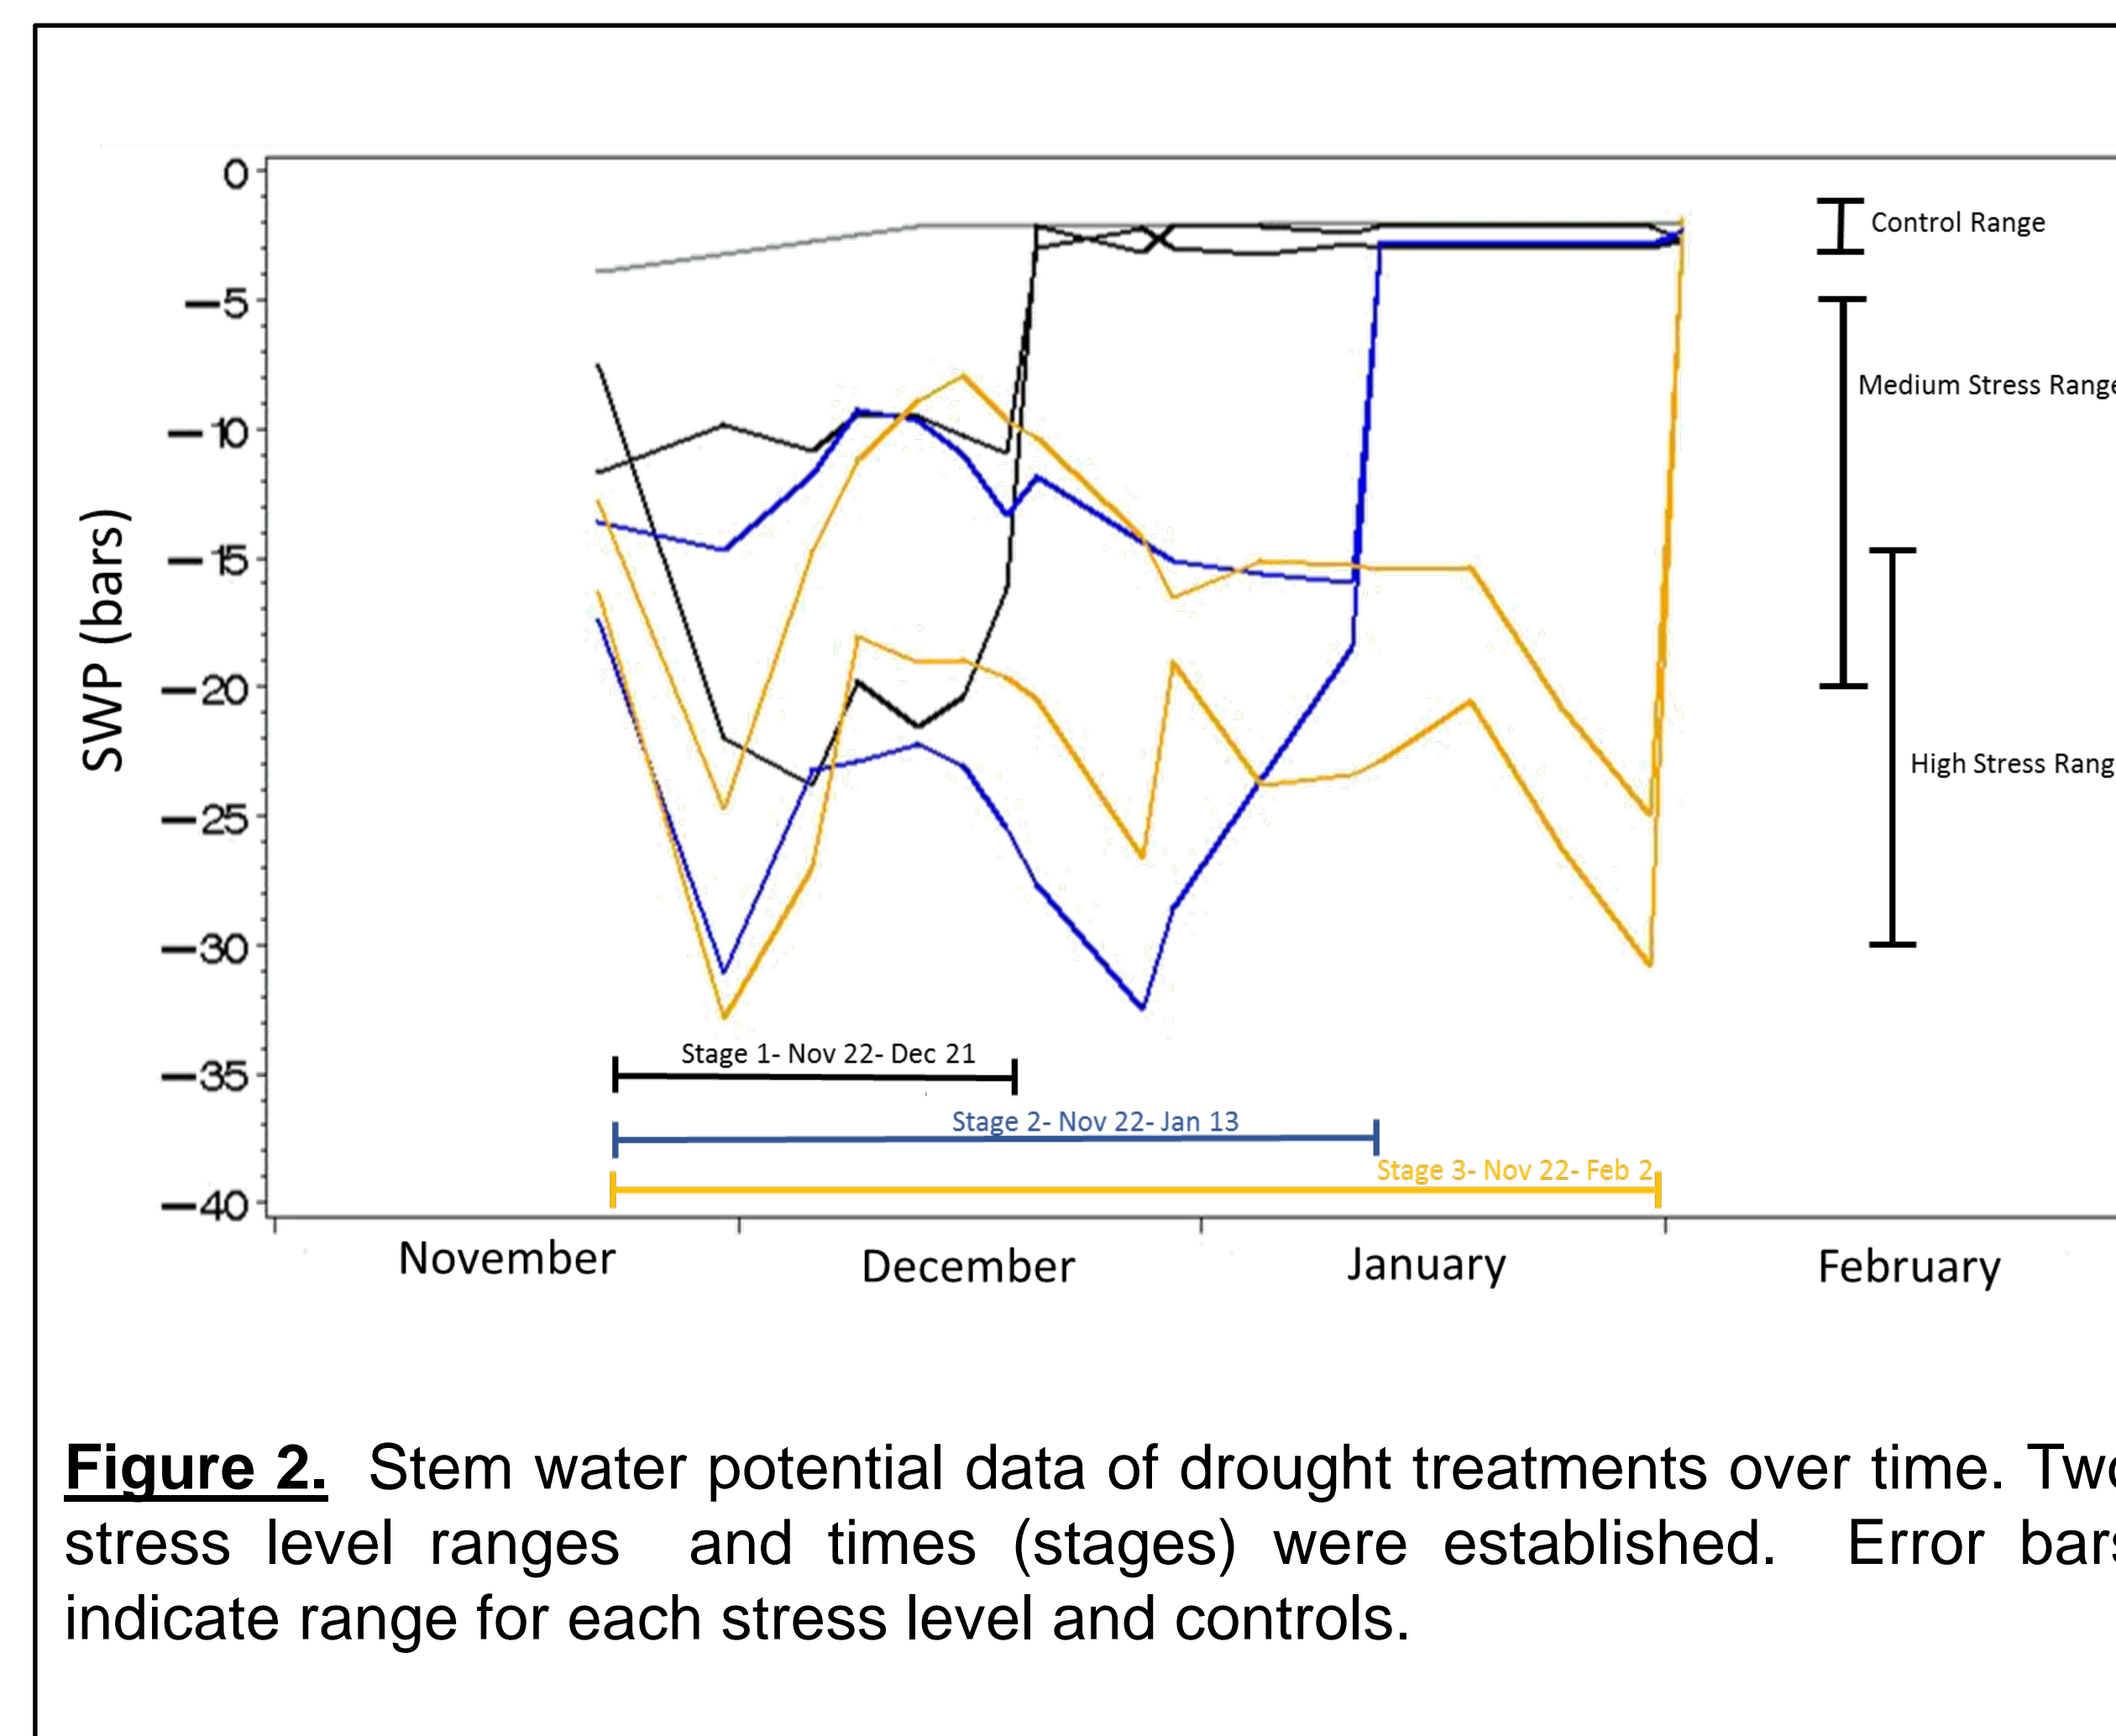 0
Control Range
−5
Medium Stress Range
−10
−15
SWP (bars)
−20
High Stress Rang
−25
−30
−35
Stage 1- Nov 22- Dec 21
Stage 2- Nov 22- Jan 13
Stage 3- Nov 22- Feb 2
−40
November December January February
Figure 2. Stem water potential data of drought treatments over time. Two
stress level ranges and times (stages) were established. Error bars
indicate range for each stress level and controls.